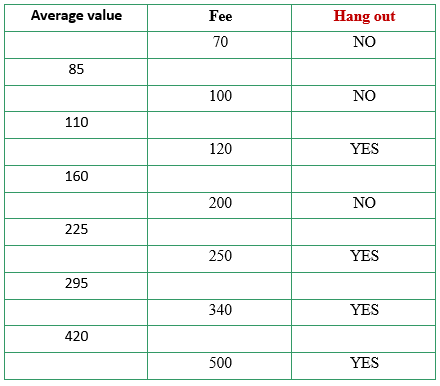 Average value Fee Hang out
70 NO
85
100 NO
110
120 YES
160
200 NO
225
250 YES
295
340 YES
420
500 YES